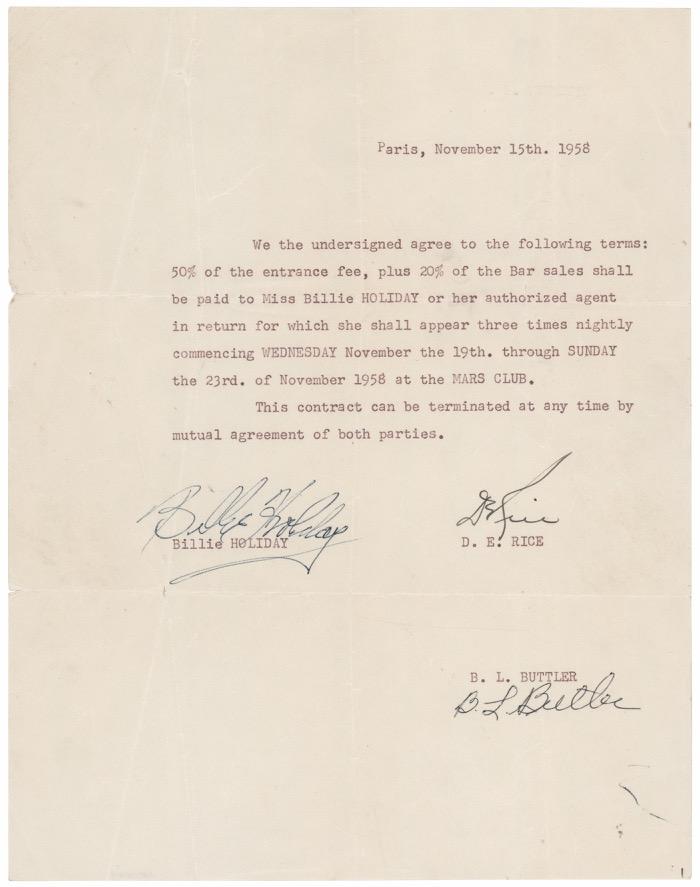 Paris, November 15th. 1958
We the undersigned agree to the following terms:
50% of the entrance fee, plus 20% of the Bar sales shall
be paid to Miss Billie HOLIDAY or her authorized agent
in return for which she shall appear three times nightly
commencing WEDNESDAY November the 19th. through SUNDAY
the 23rd. of November 1958 at the MARS CLUB.
This contract can be terminated at any time by
mutual agreement of both parties.
Billie Holiday
Billie HOLIDAY
DERice
D. E. RICE
B. L. BUTTLER
B. L. Butler